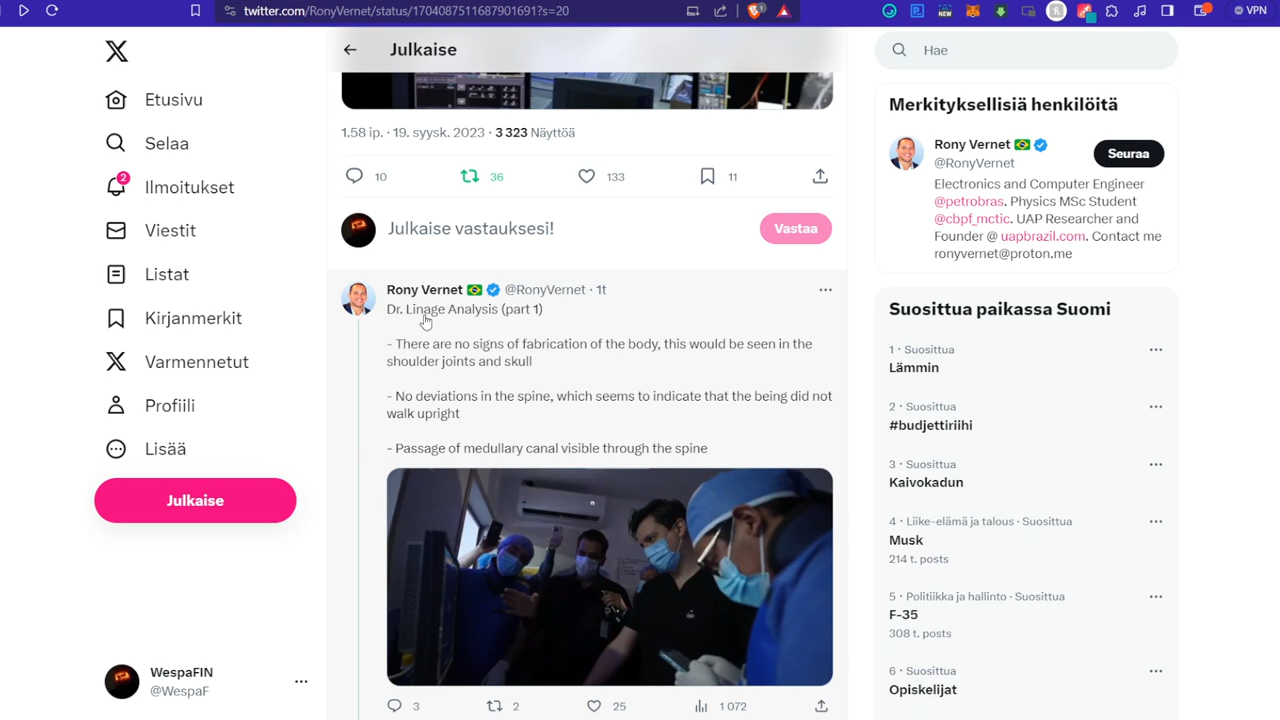 twitter.com/RonyVernet/status/1704087511687901691?s=20
VPN
Etusivu
Selaa
2
Ilmoitukset
Viestit
Listat
Kirjanmerkit
Varmennetut
Profiili
Lisää
Julkaise
WespaFIN
@WespaF
Julkaise
1.58 ip. · 19. syysk. 2023 · 3 323 Näyttöä
10 36 133 11
Julkaise vastauksesi!
Vastaa
Rony Vernet @RonyVernet · 1t
Dr. Linage Analysis (part 1)
- There are no signs of fabrication of the body, this would be seen in the
shoulder joints and skull
- No deviations in the spine, which seems to indicate that the being did not
walk upright
- Passage of medullary canal visible through the spine
3 2 25 1 072
Hae
Merkityksellisiä henkilöitä
Rony Vernet
@RonyVernet
Seuraa
Electronics and Computer Engineer
@petrobras. Physics MSc Student
@cbpf_mctic. UAP Researcher and
Founder @ uapbrazil.com. Contact me
ronyvernet@proton.me
Suosittua paikassa Suomi
1 · Suosittua
Lämmin
2 · Suosittua
#budjettiriihi
3 · Suosittua
Kaivokadun
4 · Liike-elämä ja talous · Suosittua
Musk
214 t. posts
5 · Politiikka ja hallinto · Suosittua
F-35
308 t. posts
6 · Suosittua
Opiskelijat